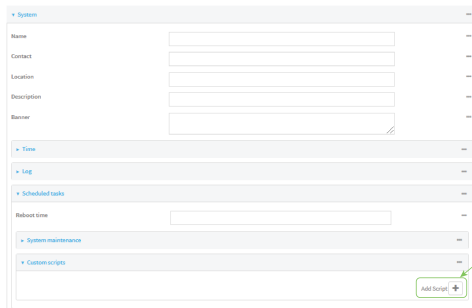 System
Name
Contact
Location
Description
Banner
Time
Log
Scheduled tasks
Reboot time
System maintenance
Custom scripts
Add Script